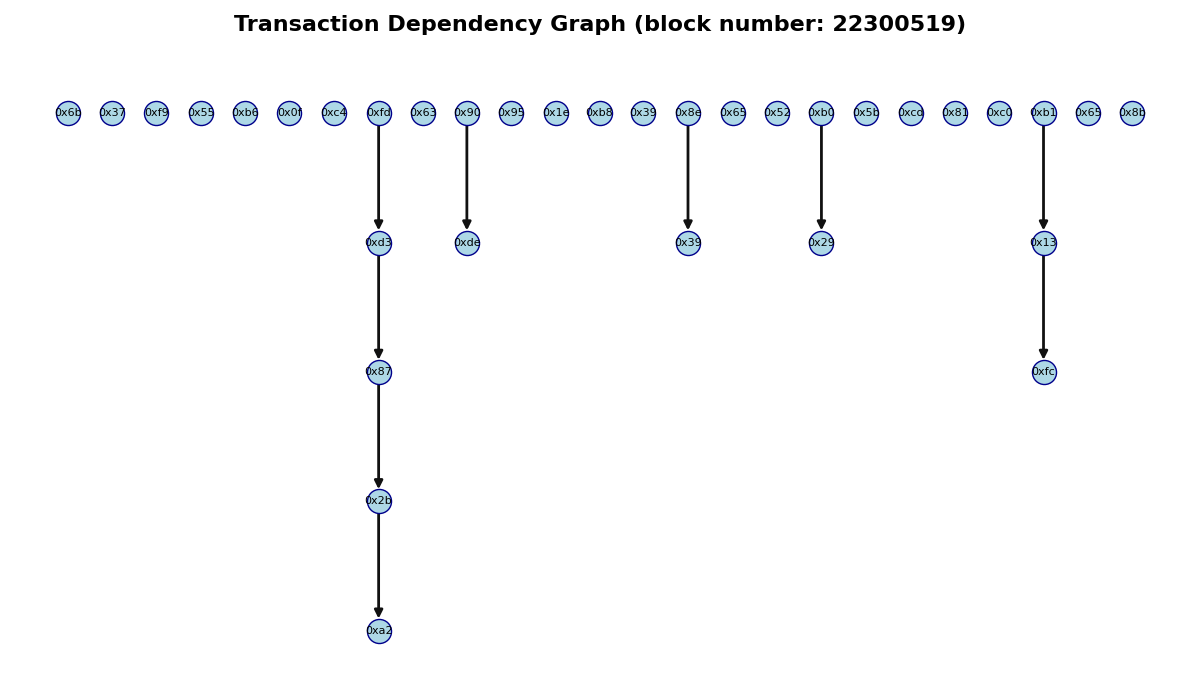 Transaction Dependency Graph (block number: 22300519)
0x6b 0x37 0xf9 0x55 0xb6 0x0f 0xc4 0xfd 0x63 0x90 0x95 0x1e 0xb8 0x39 0x8e 0x65 0x52 0xb0 0x5b 0xcd 0x81 0xc0 0xb1 0x65 0x8b
0xd3 0xde 0x39 0x29 0x13
0x87 0xfc
0x2b
0xa2